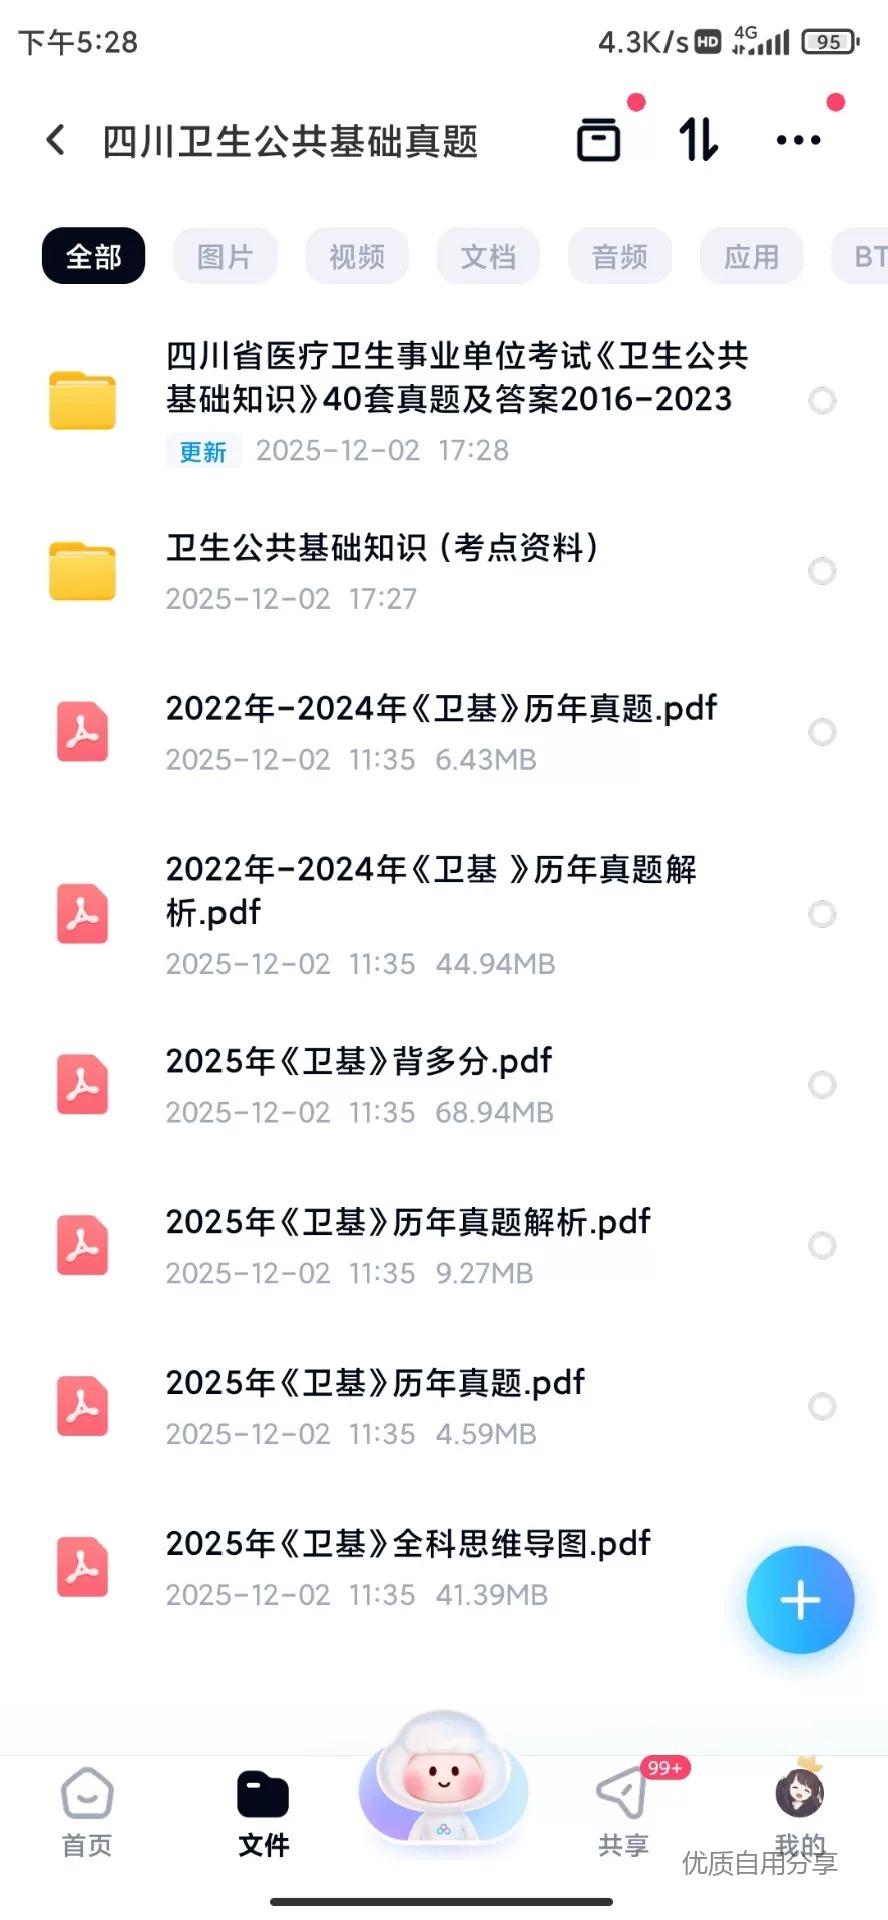 下午5:28
4.3K/s HD 4G 95
四川卫生公共基础真题
全部 图片 视频 文档 音频 应用 BT
四川省医疗卫生事业单位考试《卫生公共
基础知识》40套真题及答案2016-2023
更新 2025-12-02 17:28
卫生公共基础知识（考点资料）
2025-12-02 17:27
2022年-2024年《卫基》历年真题.pdf
2025-12-02 11:35 6.43MB
2022年-2024年《卫基 》历年真题解
析.pdf
2025-12-02 11:35 44.94MB
2025年《卫基》背多分.pdf
2025-12-02 11:35 68.94MB
2025年《卫基》历年真题解析.pdf
2025-12-02 11:35 9.27MB
2025年《卫基》历年真题.pdf
2025-12-02 11:35 4.59MB
2025年《卫基》全科思维导图.pdf
2025-12-02 11:35 41.39MB
99+
首页 文件 共享 我的
优质自用分享